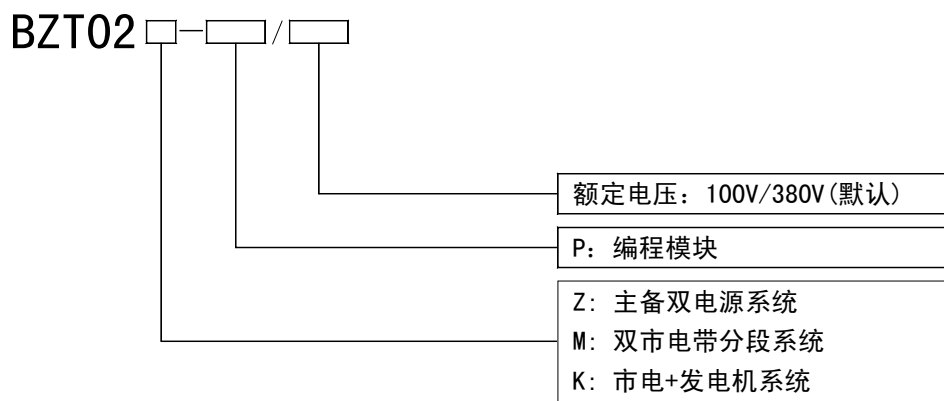 BZT02□-□/□
额定电压：100V/380V(默认)
P：编程模块
Z：主备双电源系统
M：双市电带分段系统
K：市电+发电机系统